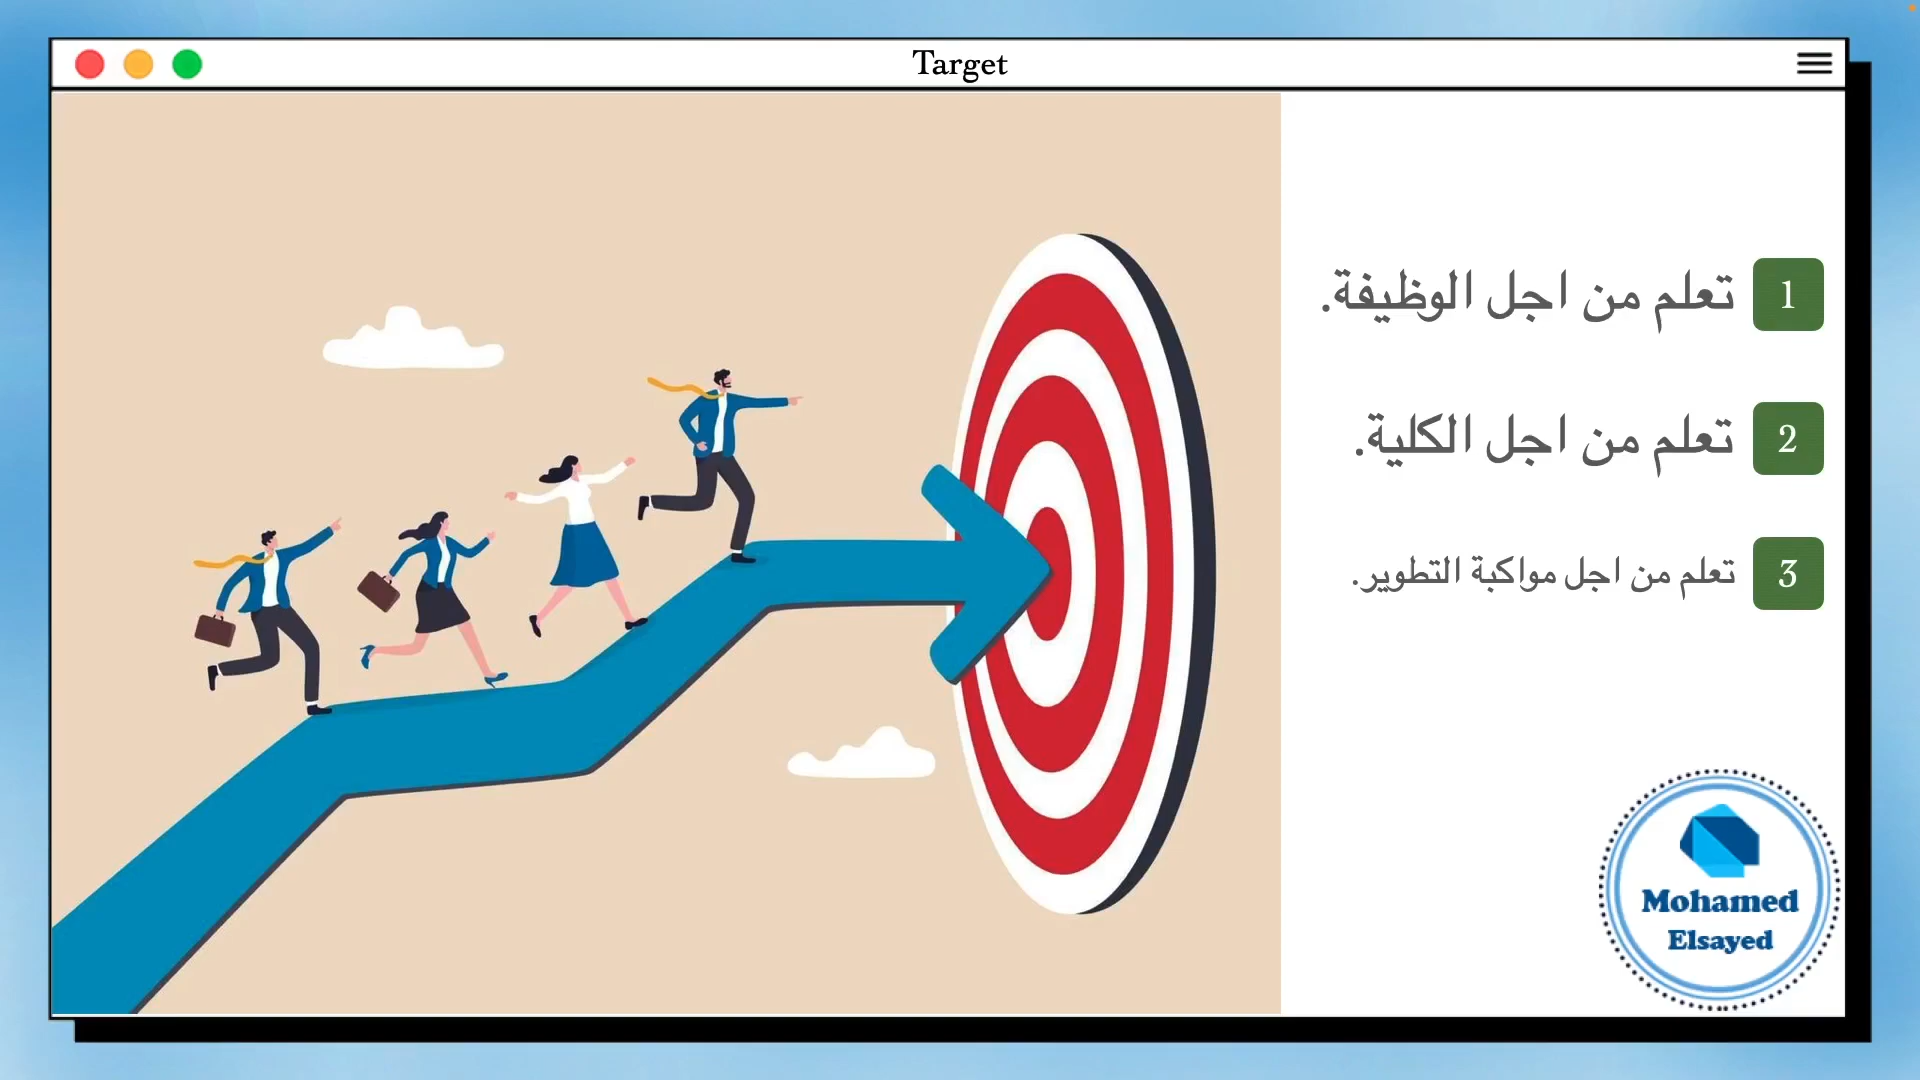 Target
1 تعلم من اجل الوظيفة.
2 تعلم من اجل الكلية.
3 تعلم من اجل مواكبة التطوير.
Mohamed
Elsayed